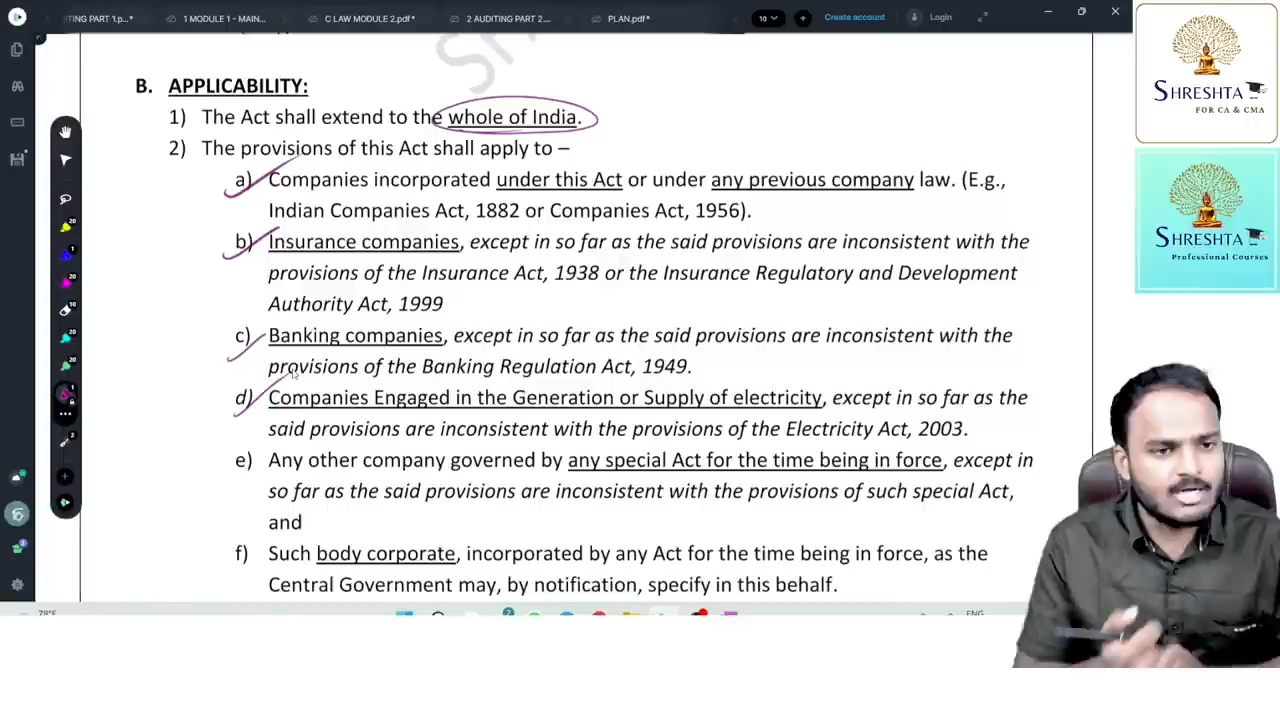 ITING PART 1.p...*
1 MODULE 1 - MAIN...
C LAW MODULE 2.pdf*
2 AUDITING PART 2....
PLAN.pdf*
10
Create account
Login
B. APPLICABILITY:
1) The Act shall extend to the whole of India.
2) The provisions of this Act shall apply to –
a) Companies incorporated under this Act or under any previous company law. (E.g.,
Indian Companies Act, 1882 or Companies Act, 1956).
b) Insurance companies, except in so far as the said provisions are inconsistent with the
provisions of the Insurance Act, 1938 or the Insurance Regulatory and Development
Authority Act, 1999
c) Banking companies, except in so far as the said provisions are inconsistent with the
provisions of the Banking Regulation Act, 1949.
d) Companies Engaged in the Generation or Supply of electricity, except in so far as the
said provisions are inconsistent with the provisions of the Electricity Act, 2003.
e) Any other company governed by any special Act for the time being in force, except in
so far as the said provisions are inconsistent with the provisions of such special Act,
and
f) Such body corporate, incorporated by any Act for the time being in force, as the
Central Government may, by notification, specify in this behalf.
78°F
ENG
SHRESHTA
FOR CA & CMA
SHRESHTA
Professional Courses